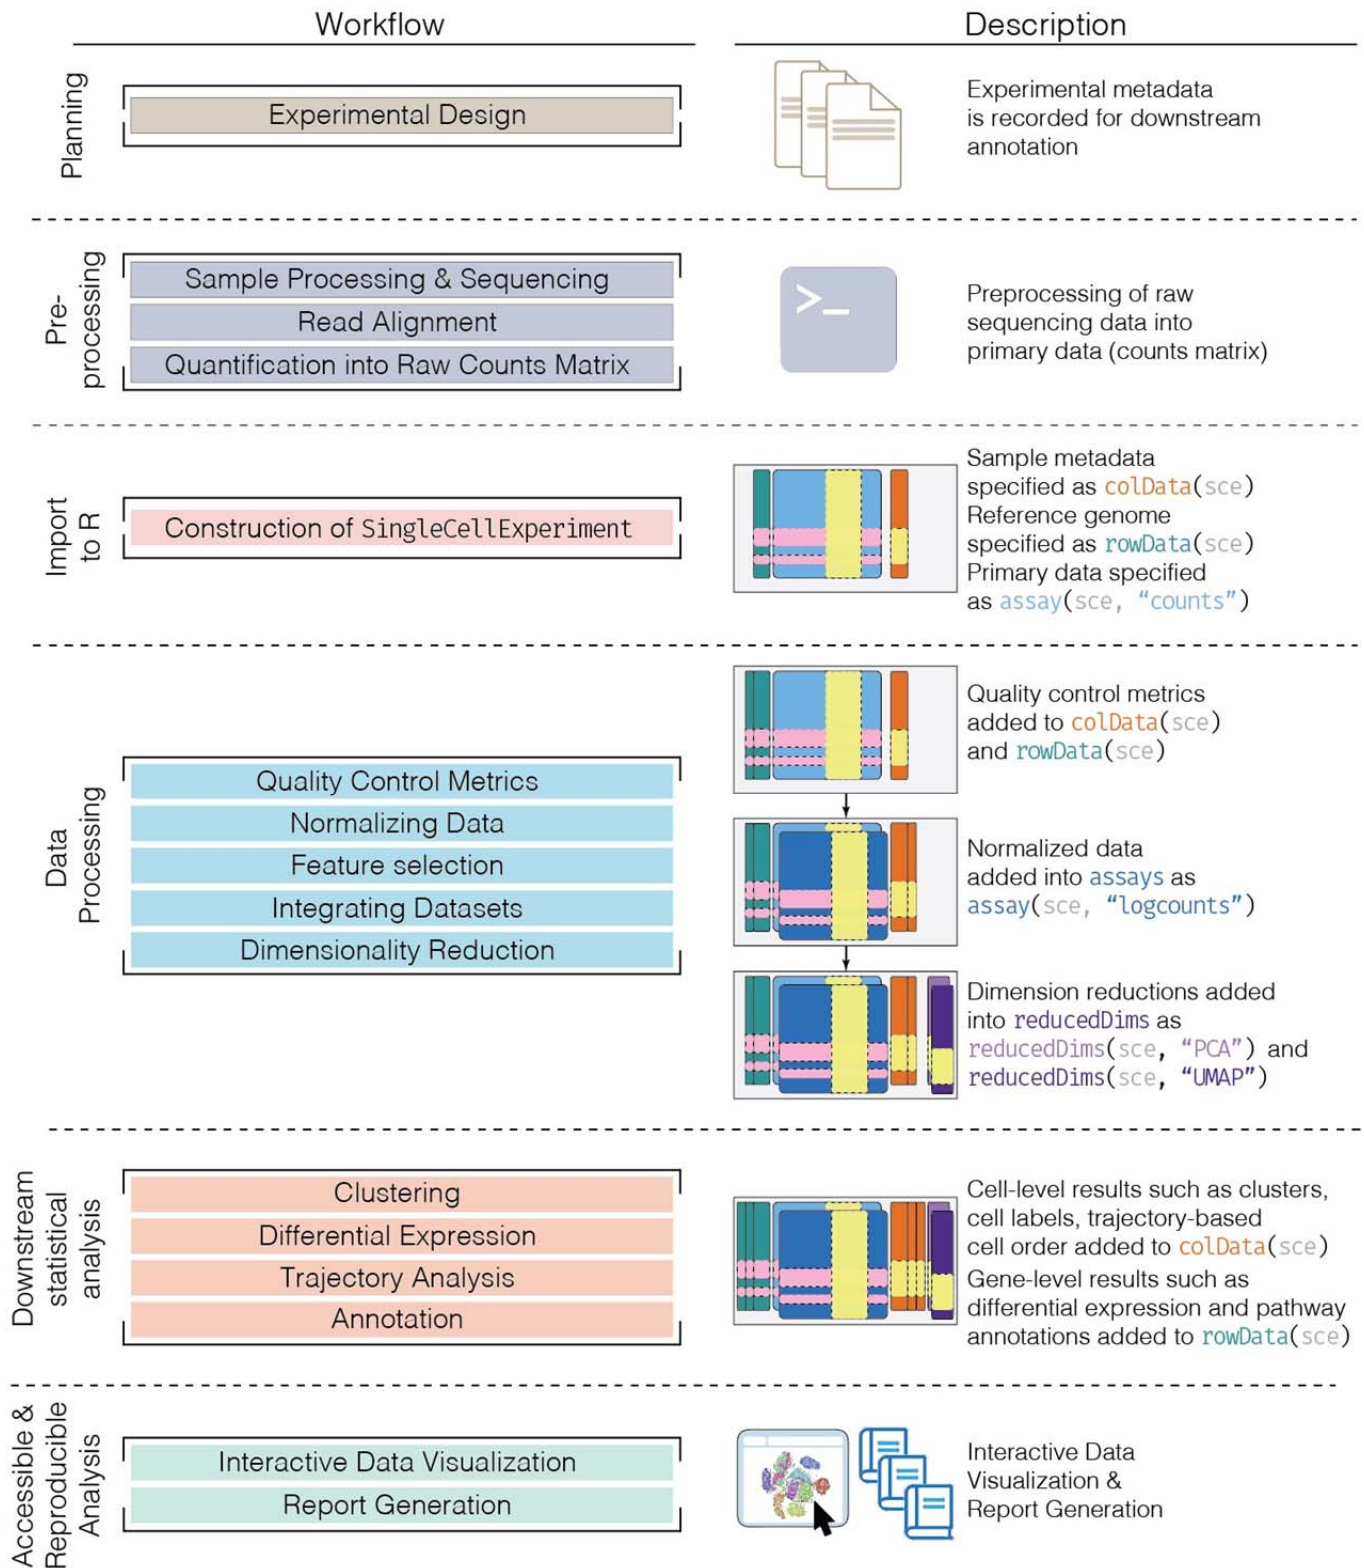 Workflow
Description
Planning
Experimental Design
Experimental metadata
is recorded for downstream
annotation
Pre-
processing
Sample Processing & Sequencing
Read Alignment
Quantification into Raw Counts Matrix
>_
Preprocessing of raw
sequencing data into
primary data (counts matrix)
Import
to R
Construction of SingleCellExperiment
Sample metadata
specified as colData(sce)
Reference genome
specified as rowData(sce)
Primary data specified
as assay(sce, “counts”)
Data
Processing
Quality Control Metrics
Normalizing Data
Feature selection
Integrating Datasets
Dimensionality Reduction
Quality control metrics
added to colData(sce)
and rowData(sce)
Normalized data
added into assays as
assay(sce, “logcounts”)
Dimension reductions added
into reducedDims as
reducedDims(sce, “PCA”) and
reducedDims(sce, “UMAP”)
Downstream
statistical
analysis
Clustering
Differential Expression
Trajectory Analysis
Annotation
Cell-level results such as clusters,
cell labels, trajectory-based
cell order added to colData(sce)
Gene-level results such as
differential expression and pathway
annotations added to rowData(sce)
Accessible &
Reproducible
Analysis
Interactive Data Visualization
Report Generation
Interactive Data
Visualization &
Report Generation